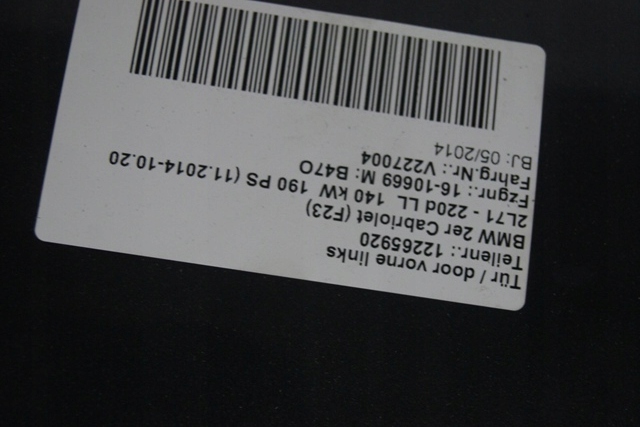 Tür / door vorne links
Teilenr.: 12265920
BMW 2er Cabriolet (F23)
2L71 - 220d LL 140 kW 190 PS (11.2014-10.20
Fzgnr.: 16-10669 M: B47O
Fahrg.Nr.: V227004
BJ: 05/2014